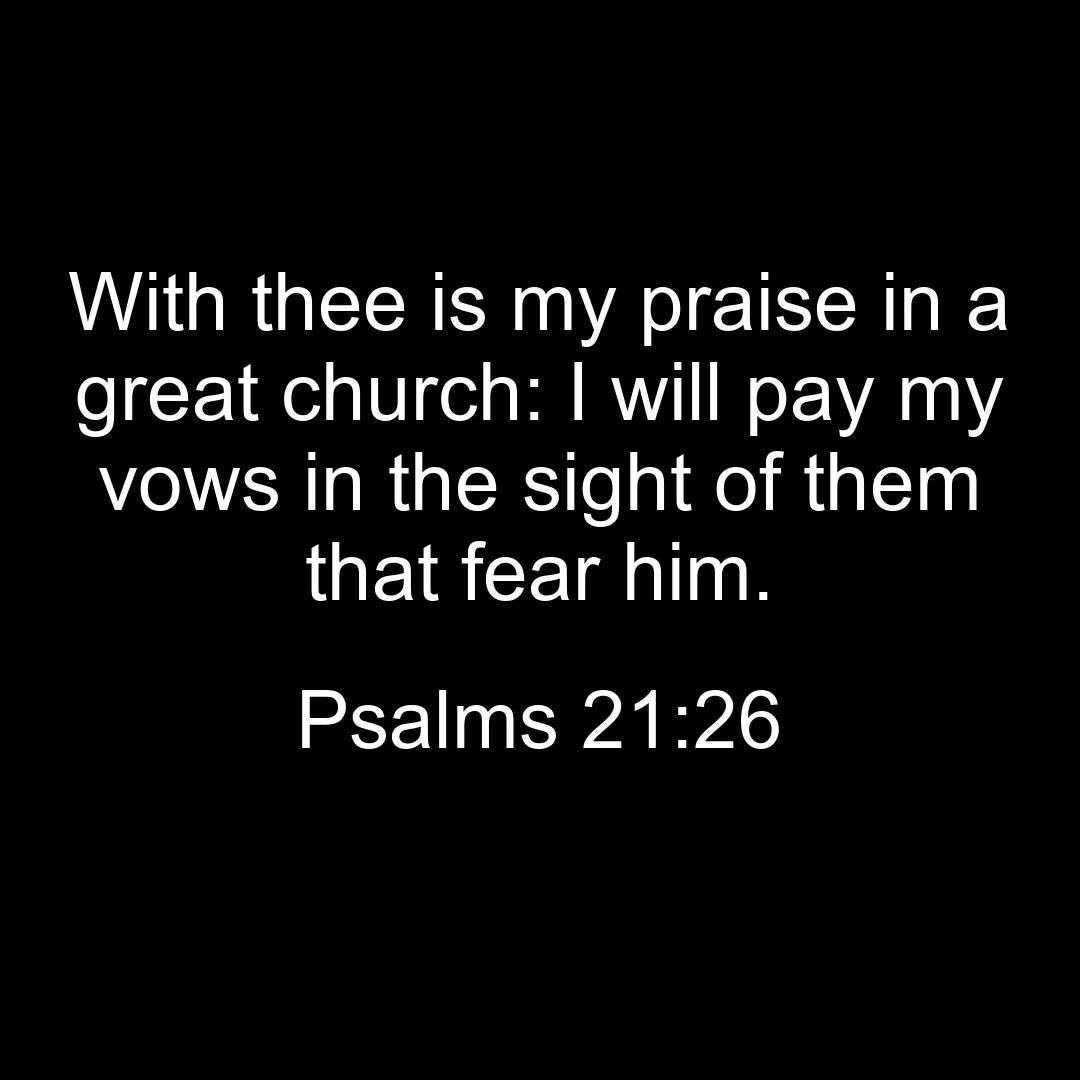 With thee is my praise in a
great church: I will pay my
vows in the sight of them
that fear him.
Psalms 21:26